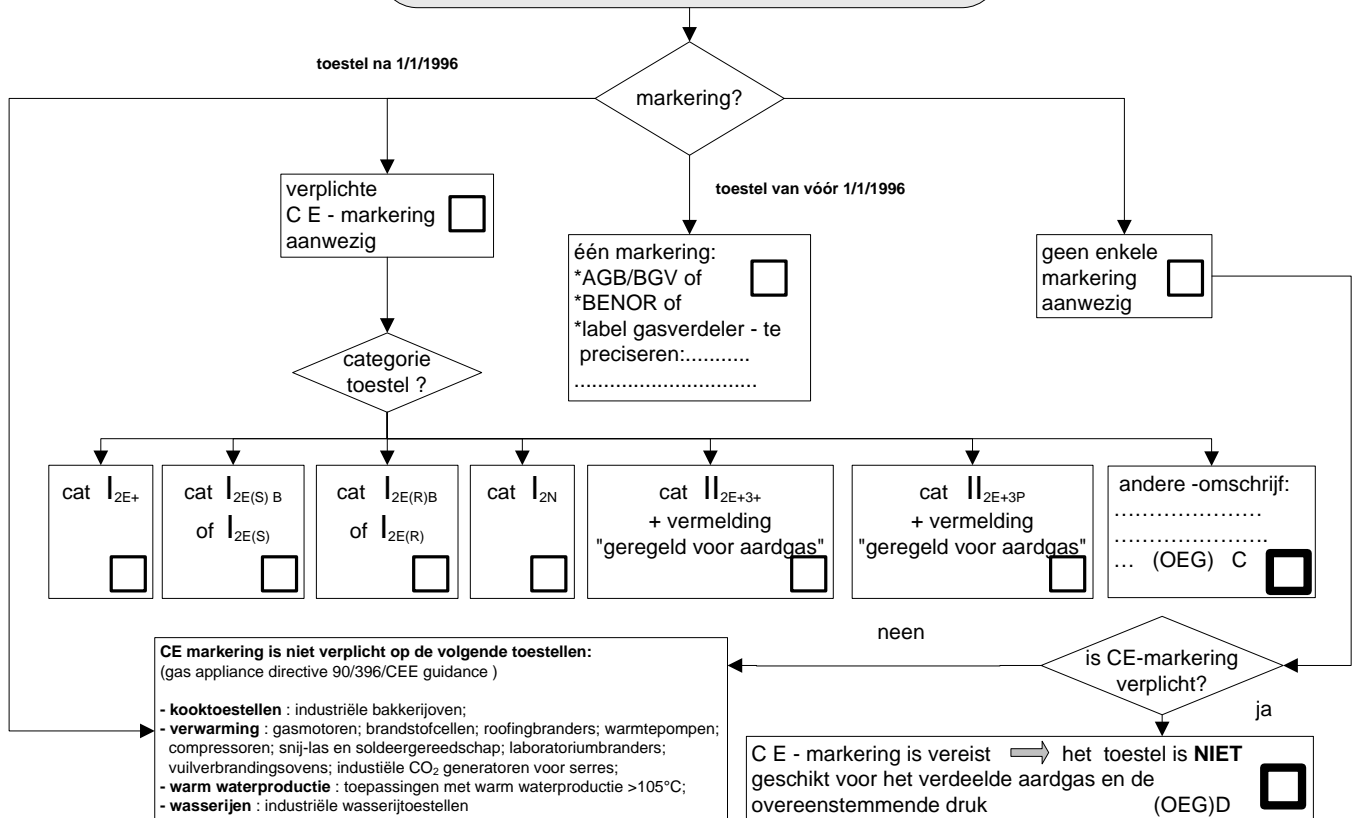 toestel na 1/1/1996
markering?
verplichte
C E - markering
aanwezig
toestel van vóór 1/1/1996
één markering:
*AGB/BGV of
*BENOR of
*label gasverdeler - te
preciseren:...........
................................
geen enkele
markering
aanwezig
categorie
toestel ?
cat I2E+
cat I2E(S) B
of I2E(S)
cat I2E(R)B
of I2E(R)
cat I2N
cat II2E+3+
+ vermelding
"geregeld voor aardgas"
cat II2E+3P
+ vermelding
"geregeld voor aardgas"
andere -omschrijf:
…………………
…………………..
… (OEG) C
neen
is CE-markering
verplicht?
ja
CE markering is niet verplicht op de volgende toestellen:
(gas appliance directive 90/396/CEE guidance )
- kooktoestellen : industriële bakkerijoven;
- verwarming : gasmotoren; brandstofcellen; roofingbranders; warmtepompen;
compressoren; snij-las en soldeergereedschap; laboratoriumbranders;
vuilverbrandingsovens; industiële CO2 generatoren voor serres;
- warm waterproductie : toepassingen met warm waterproductie >105°C;
- wasserijen : industriële wasserijtoestellen
C E - markering is vereist ⇒ het toestel is NIET
geschikt voor het verdeelde aardgas en de
overeenstemmende druk (OEG)D